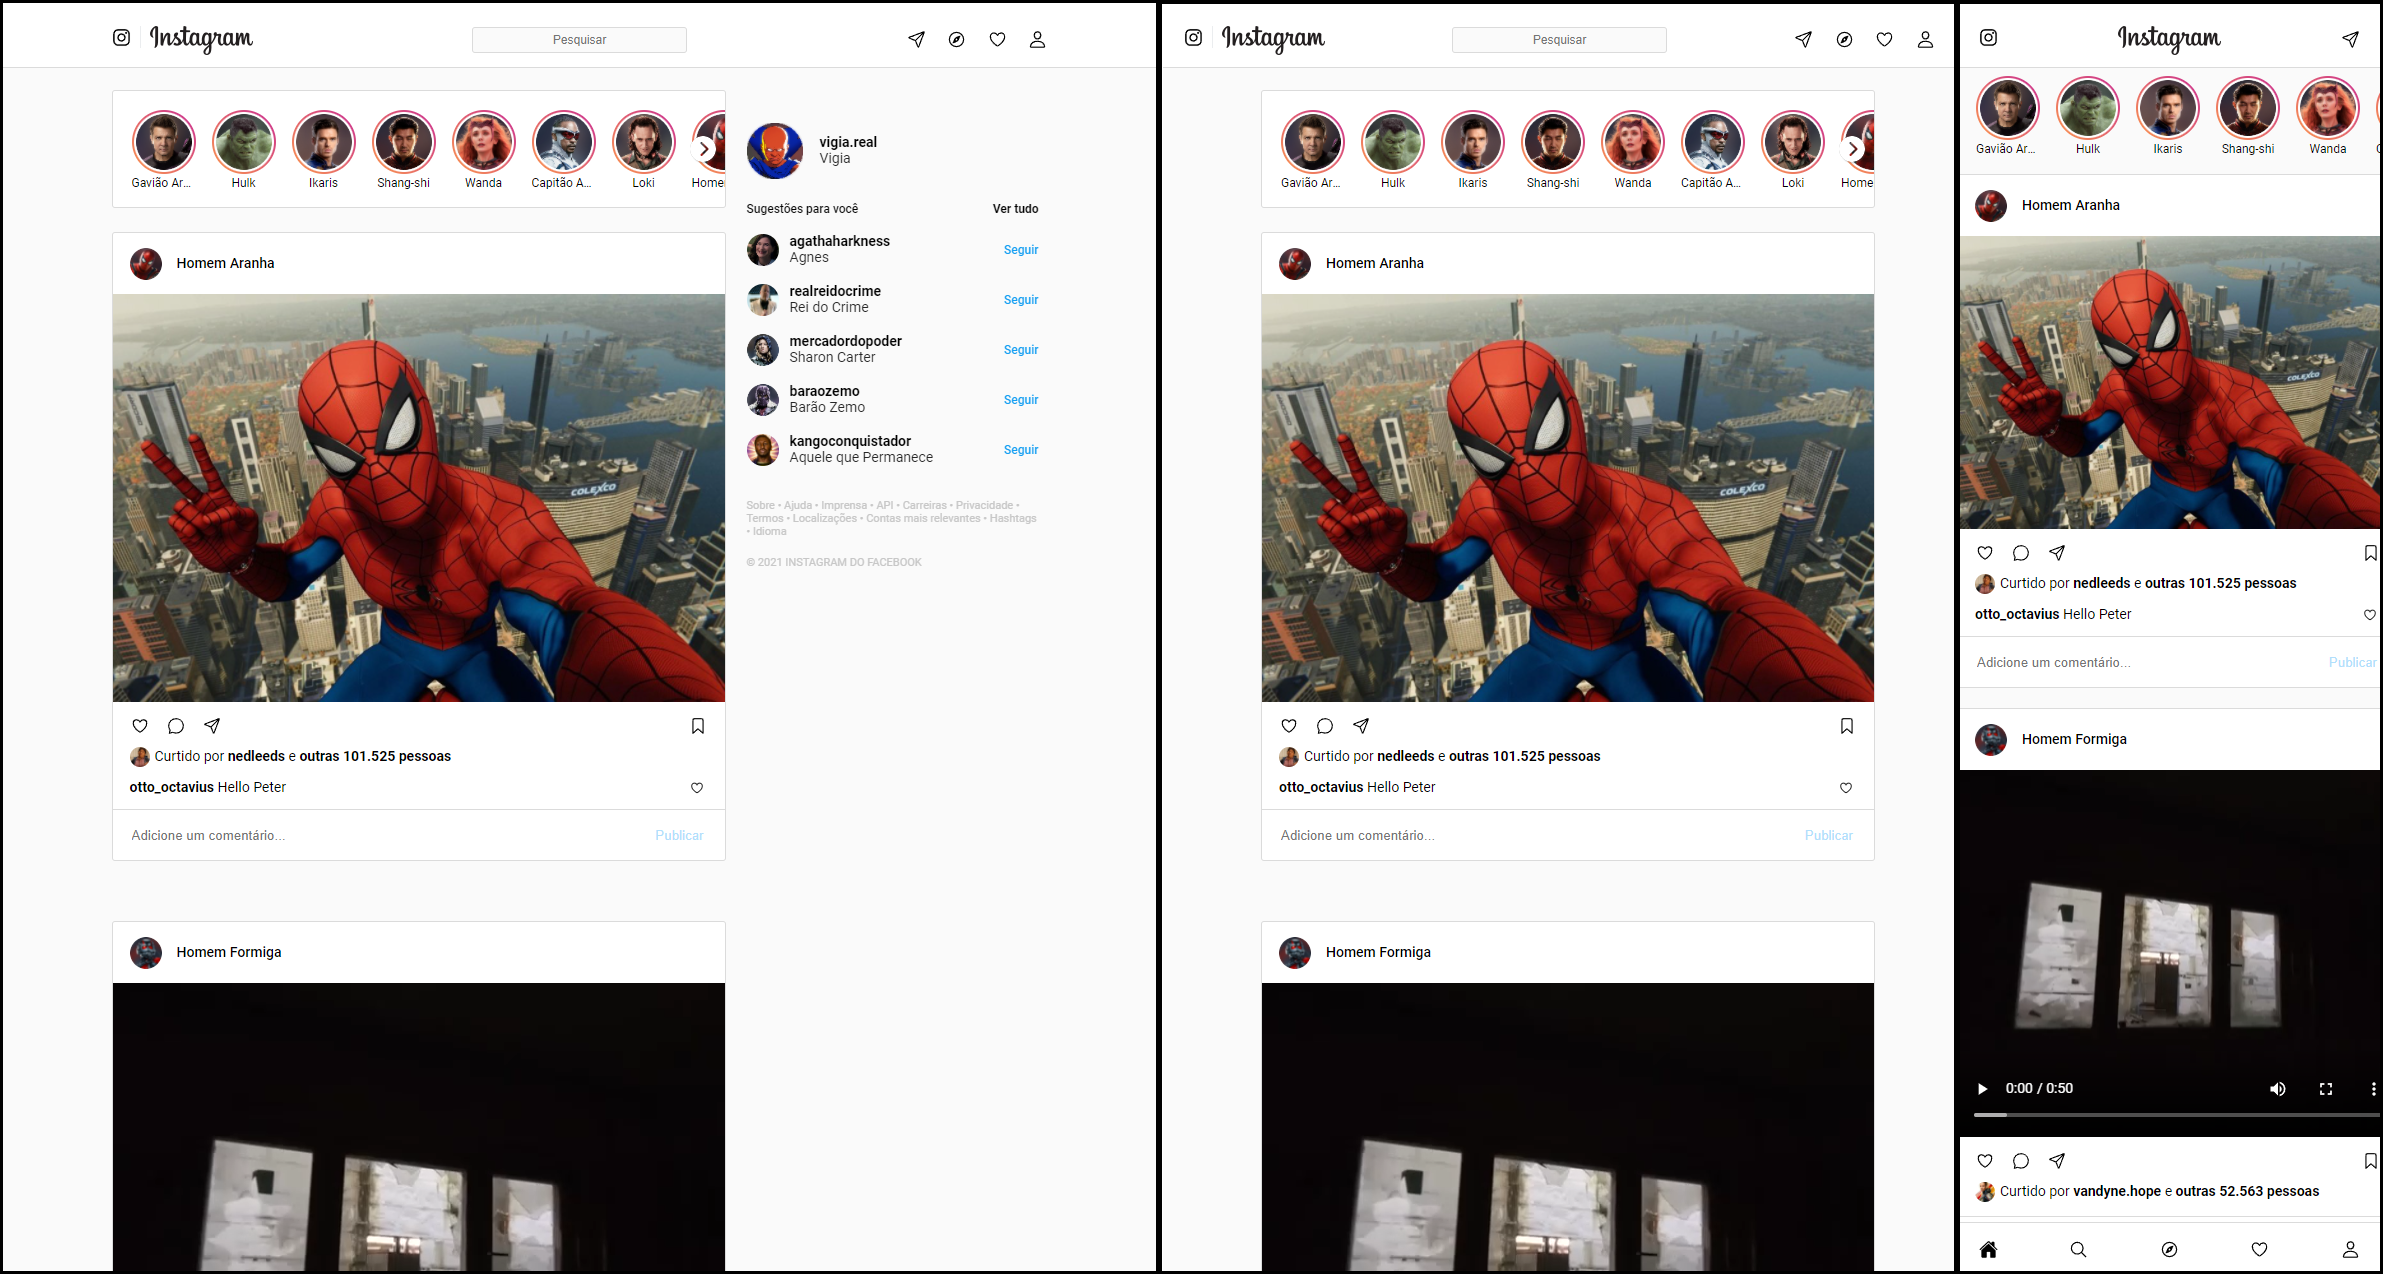 Instagram
Pesquisar
Gavião Ar...
Hulk
Ikaris
Shang-shi
Wanda
Capitão A...
Loki
Home
vigia.real
Vigia
Sugestões para você
Ver tudo
agathaharkness
Agnes
Seguir
realreidocrime
Rei do Crime
Seguir
mercadordopoder
Sharon Carter
Seguir
baraozemo
Barão Zemo
Seguir
kangoconquistador
Aquele que Permanece
Seguir
Sobre • Ajuda • Imprensa • API • Carreiras • Privacidade •
Termos • Localizações • Contas mais relevantes • Hashtags
• Idioma
© 2021 INSTAGRAM DO FACEBOOK
Homem Aranha
COLEXCO
Curtido por nedleeds e outras 101.525 pessoas
otto_octavius Hello Peter
Adicione um comentário...
Publicar
Homem Formiga
Instagram
Pesquisar
Gavião Ar...
Hulk
Ikaris
Shang-shi
Wanda
Capitão A...
Loki
Home
Homem Aranha
COLEXCO
Curtido por nedleeds e outras 101.525 pessoas
otto_octavius Hello Peter
Adicione um comentário...
Publicar
Homem Formiga
Instagram
Gavião Ar...
Hulk
Ikaris
Shang-shi
Wanda
Homem Aranha
COLEXCO
Curtido por nedleeds e outras 101.525 pessoas
otto_octavius Hello Peter
Adicione um comentário...
Publicar
Homem Formiga
0:00 / 0:50
Curtido por vandyne.hope e outras 52.563 pessoas